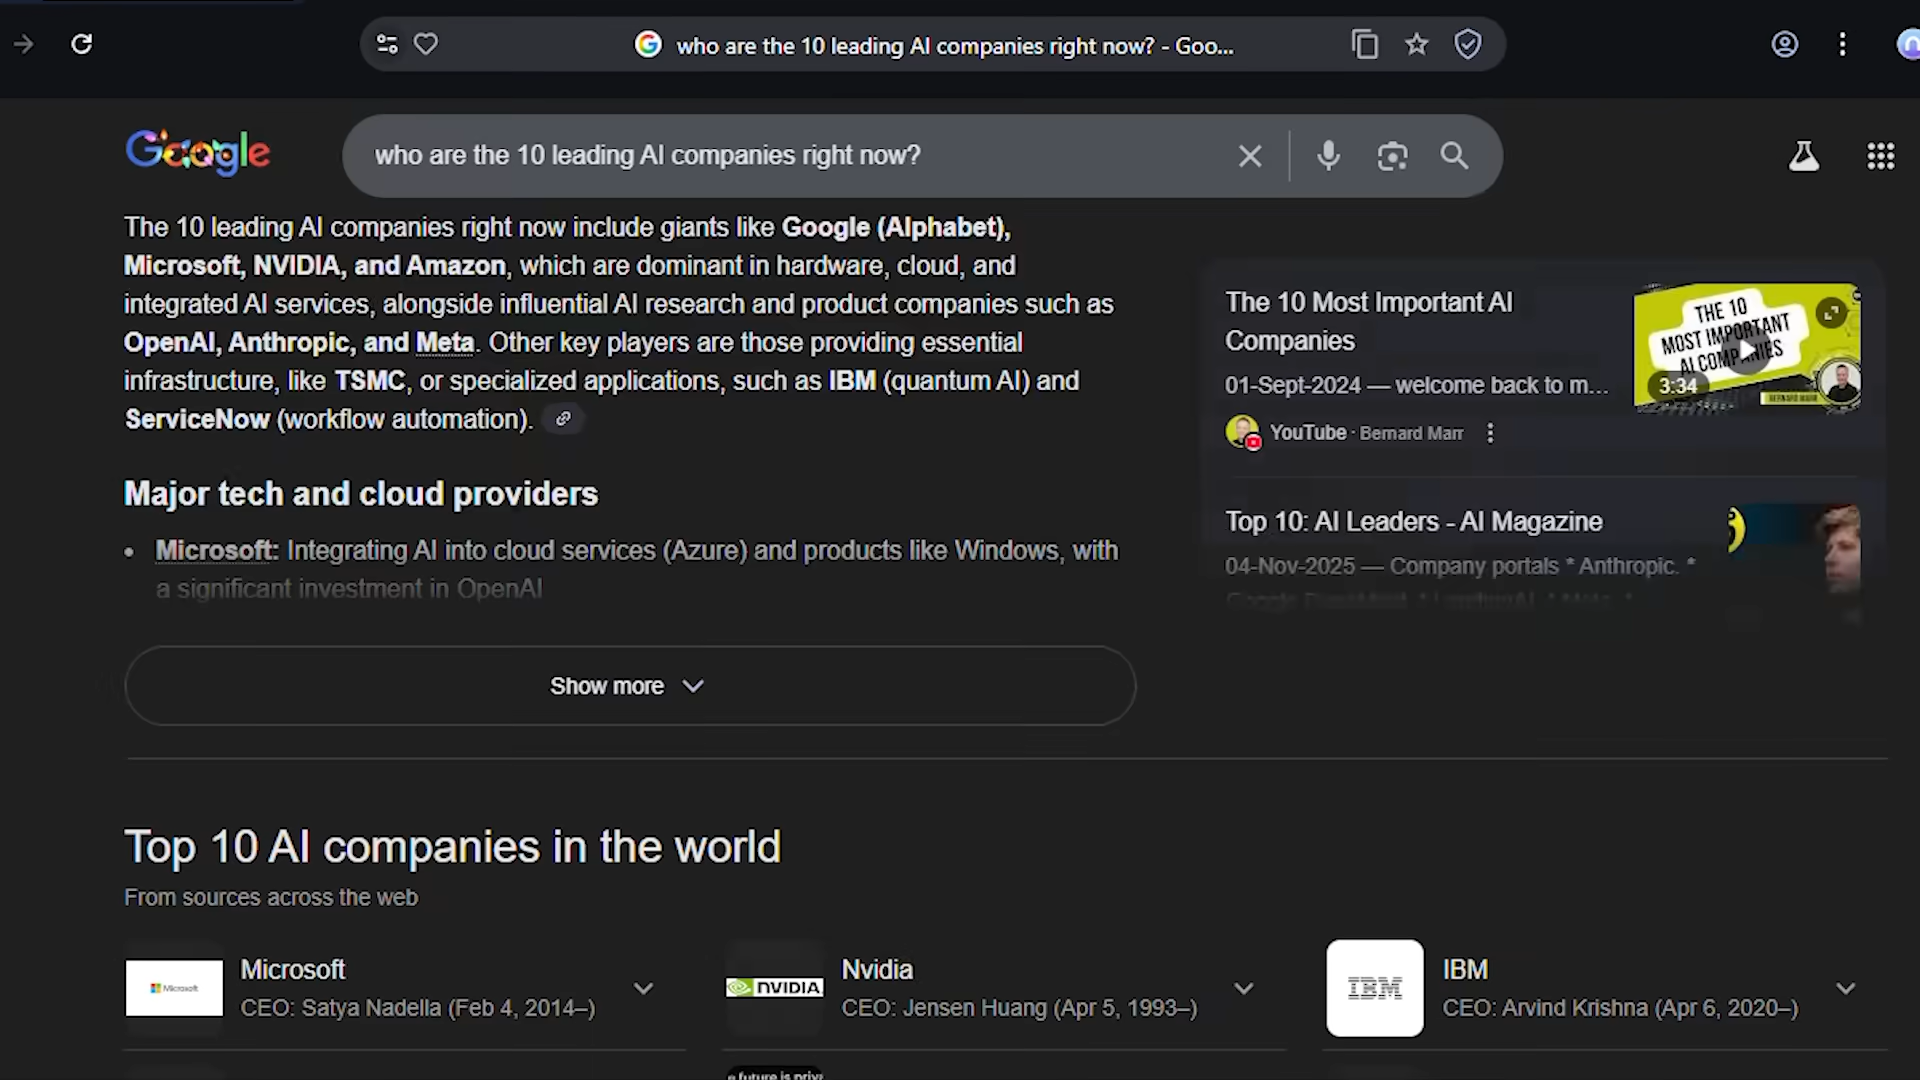 who are the 10 leading AI companies right now? - Goo...
Google
who are the 10 leading AI companies right now?
The 10 leading AI companies right now include giants like Google (Alphabet),
Microsoft, NVIDIA, and Amazon, which are dominant in hardware, cloud, and
integrated AI services, alongside influential AI research and product companies such as
OpenAI, Anthropic, and Meta. Other key players are those providing essential
infrastructure, like TSMC, or specialized applications, such as IBM (quantum AI) and
ServiceNow (workflow automation).
The 10 Most Important AI
Companies
01-Sept-2024 — welcome back to m...
YouTube · Bernard Marr
THE 10
MOST IMPORTANT
AI COMPANIES
3:34
BERNARD MARR
Major tech and cloud providers
• Microsoft: Integrating AI into cloud services (Azure) and products like Windows, with
a significant investment in OpenAI
Top 10: AI Leaders - AI Magazine
04-Nov-2025 — Company portals * Anthropic. *
Show more
Top 10 AI companies in the world
From sources across the web
Microsoft
Microsoft
CEO: Satya Nadella (Feb 4, 2014–)
NVIDIA
Nvidia
CEO: Jensen Huang (Apr 5, 1993–)
IBM
IBM
CEO: Arvind Krishna (Apr 6, 2020–)